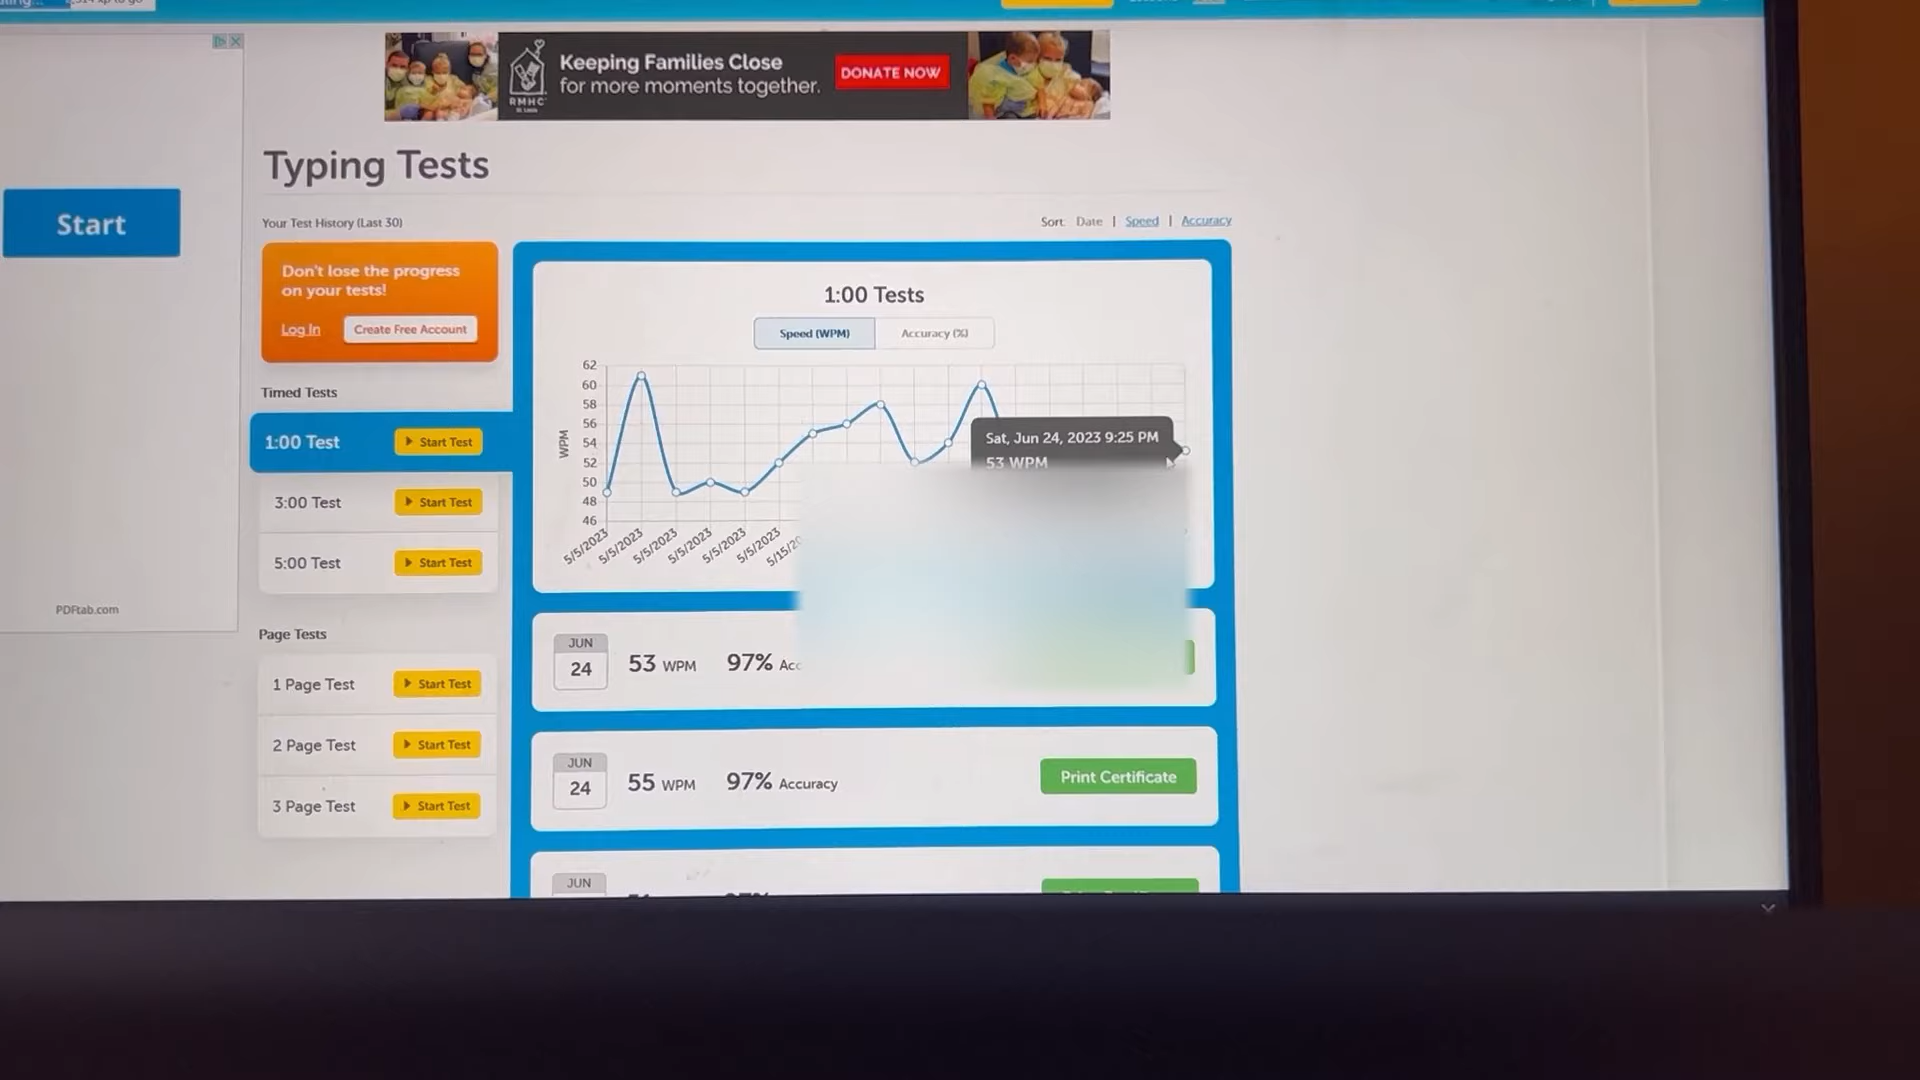 Keeping Families Close
for more moments together.
DONATE NOW
RMHC
Typing Tests
Start
Your Test History (Last 30)
Sort: Date | Speed | Accuracy
Don't lose the progress
on your tests!
Log In
Create Free Account
1:00 Tests
Speed (WPM)
Accuracy (%)
62
60
58
56
54
52
50
48
46
WPM
Sat, Jun 24, 2023 9:25 PM
53 WPM
5/5/2023
5/5/2023
5/5/2023
5/5/2023
5/5/2023
5/5/2023
Timed Tests
1:00 Test
Start Test
3:00 Test
Start Test
5:00 Test
Start Test
PDFtab.com
Page Tests
1 Page Test
Start Test
2 Page Test
Start Test
3 Page Test
Start Test
JUN
24
53 WPM
97%
JUN
24
55 WPM
97% Accuracy
Print Certificate
JUN